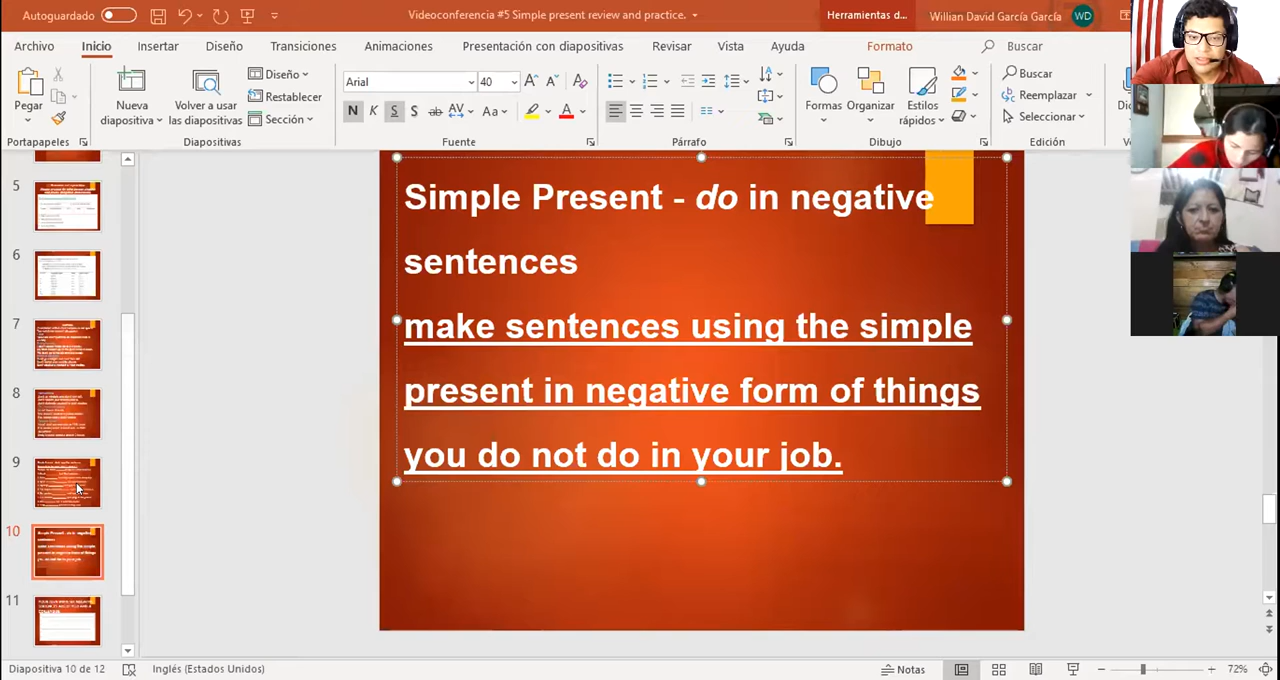 Autoguardado
Videoconferencia #5 Simple present review and practice.
Herramientas d...
Willian David García García
WD
Archivo Inicio Insertar Diseño Transiciones Animaciones Presentación con diapositivas Revisar Vista Ayuda Formato Buscar
Pegar
Nueva diapositiva
Volver a usar las diapositivas
Diseño
Restablecer
Sección
Arial 40
N K S S ab AV Aa A
Formas Organizar Estilos rápidos
Buscar
Reemplazar
Seleccionar
Portapapeles Diapositivas Fuente Párrafo Dibujo Edición
5
6
7
8
9
10
11
Simple Present - do in negative
sentences
make sentences using the simple
present in negative form of things
you do not do in your job.
Diapositiva 10 de 12 Inglés (Estados Unidos) Notas 72%